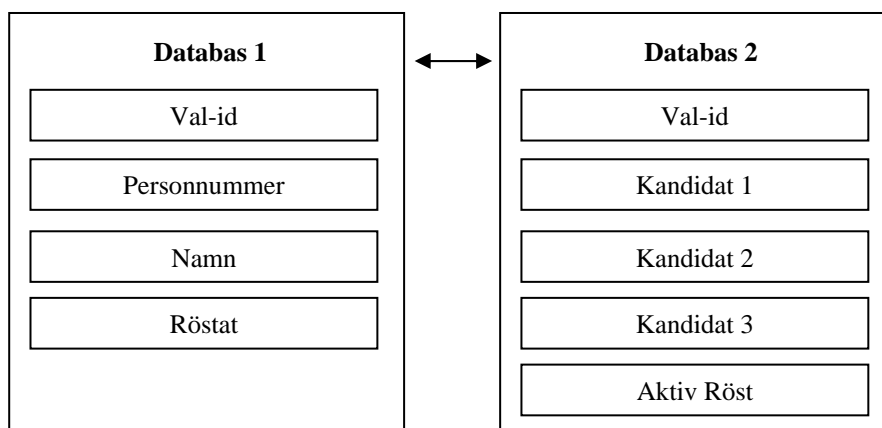 Databas 1
Val-id
Personnummer
Namn
Röstat
Databas 2
Val-id
Kandidat 1
Kandidat 2
Kandidat 3
Aktiv Röst